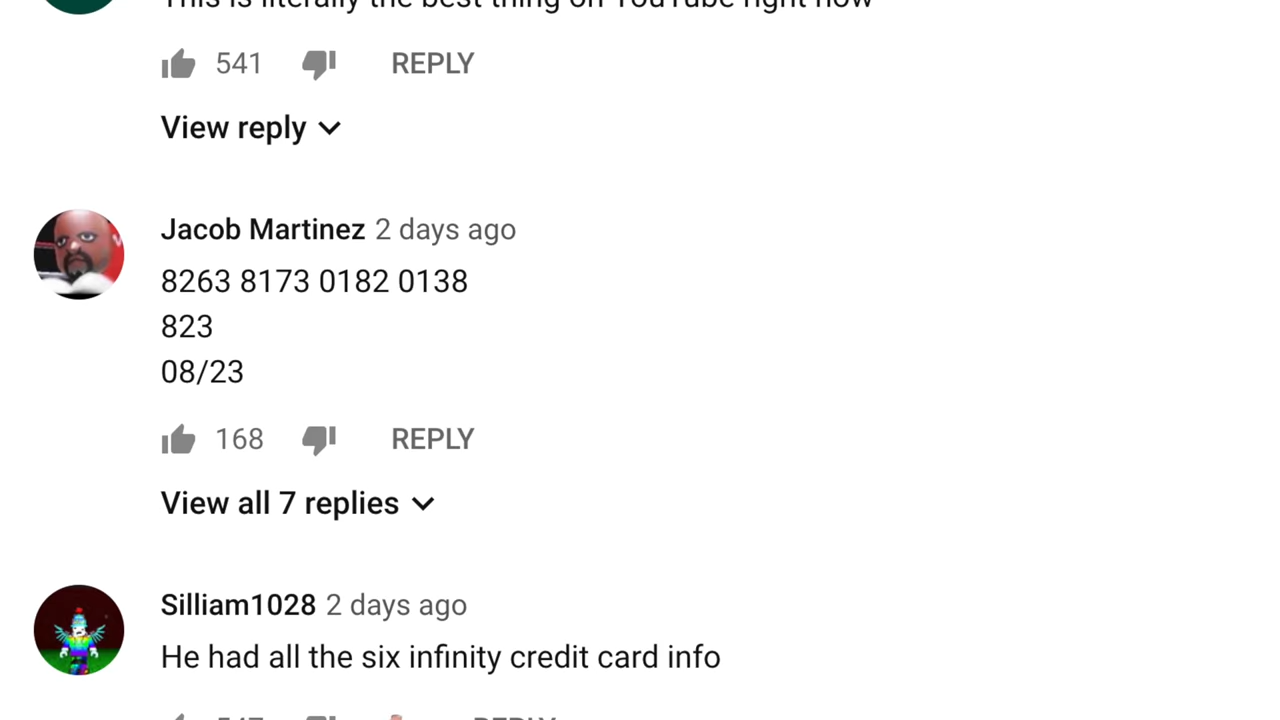 This is literally the best thing on YouTube right now
541 REPLY
View reply
Jacob Martinez 2 days ago
8263 8173 0182 0138
823
08/23
168 REPLY
View all 7 replies
Silliam1028 2 days ago
He had all the six infinity credit card info
547 REPLY